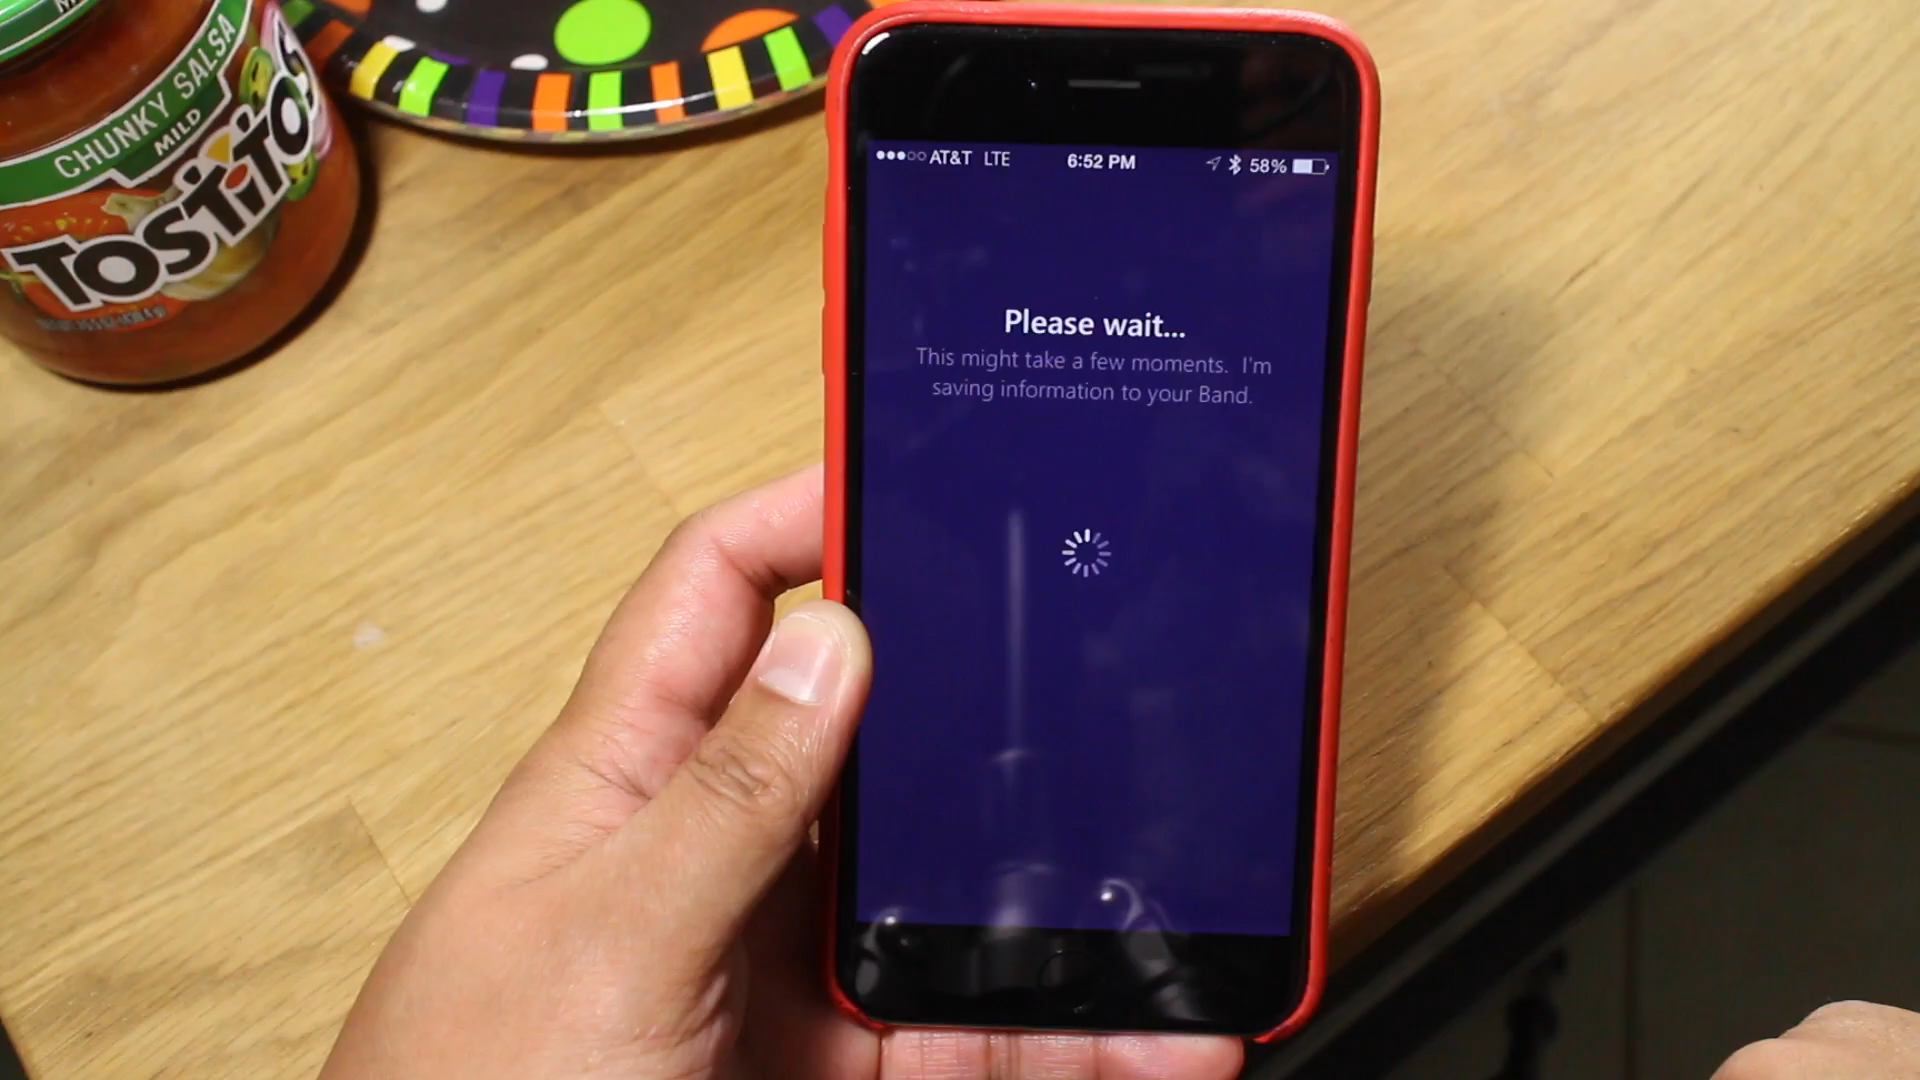 CHUNKY SALSA
MILD
TOSTiTOS
AT&T LTE 6:52 PM 58%
Please wait...
This might take a few moments. I'm
saving information to your Band.